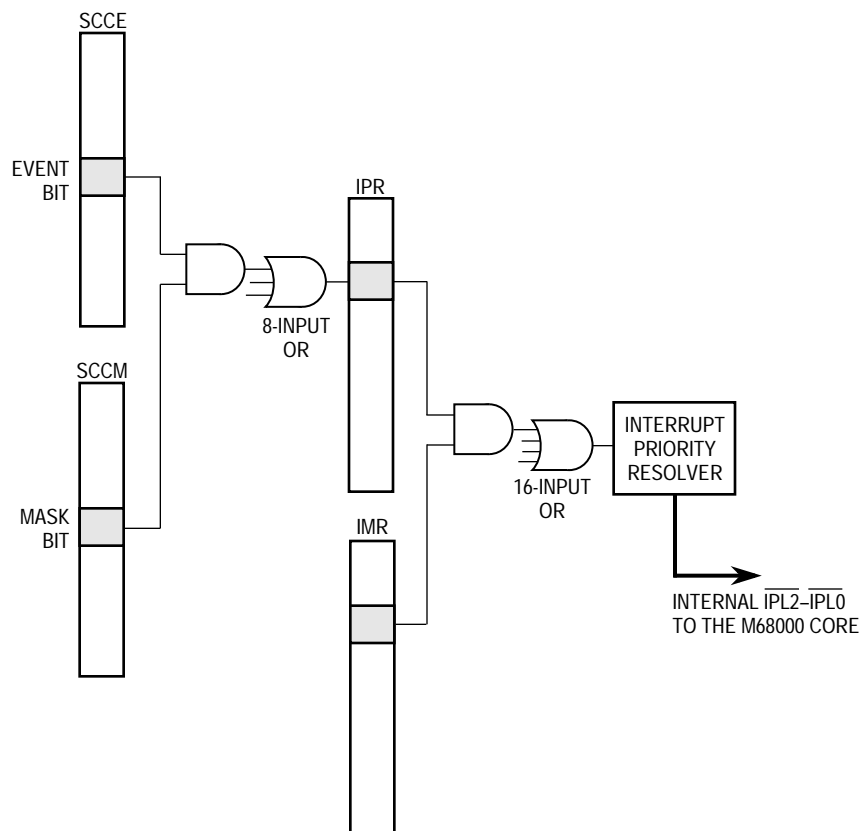 SCCE
EVENT
BIT
IPR
8-INPUT
OR
SCCM
INTERRUPT
PRIORITY
RESOLVER
16-INPUT
OR
MASK
BIT
IMR
INTERNAL IPL2–IPL0
TO THE M68000 CORE